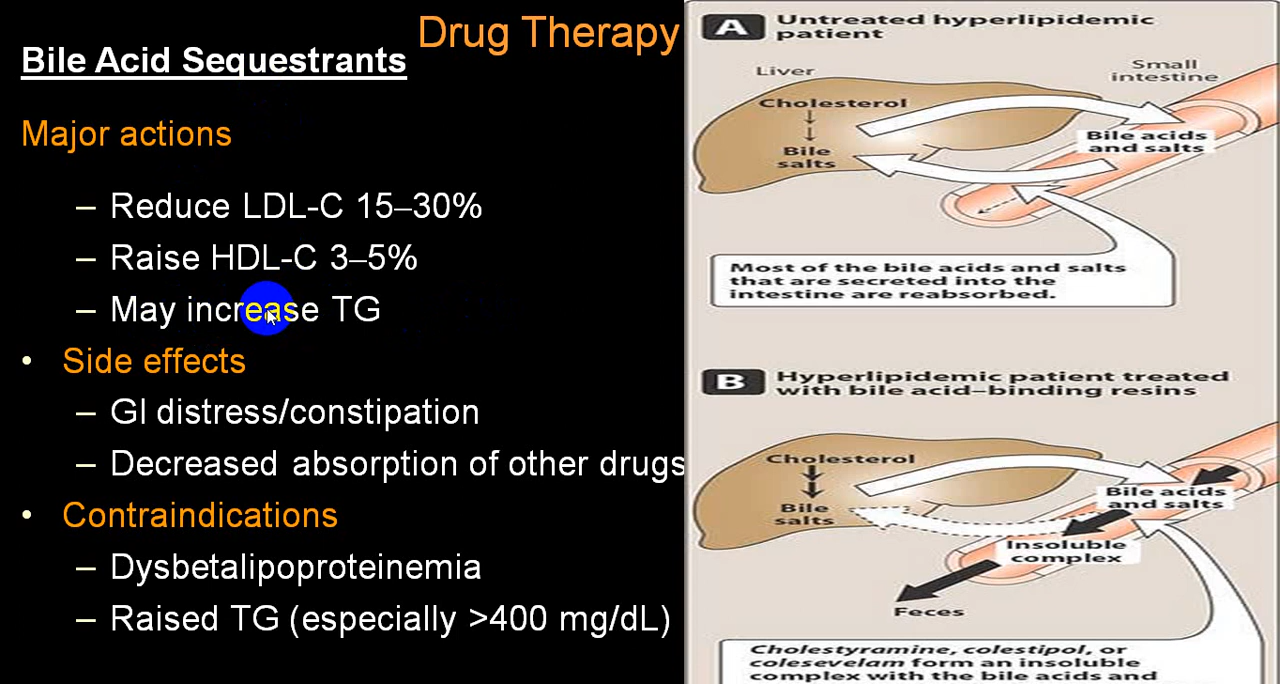 Drug Therapy
Bile Acid Sequestrants
Major actions
– Reduce LDL-C 15–30%
– Raise HDL-C 3–5%
– May increase TG
• Side effects
– GI distress/constipation
– Decreased absorption of other drugs
• Contraindications
– Dysbetalipoproteinemia
– Raised TG (especially >400 mg/dL)
A
Untreated hyperlipidemic
patient
Liver
Small
intestine
Cholesterol
Bile
salts
Bile acids
and salts
Most of the bile acids and salts
that are secreted into the
intestine are reabsorbed.
B
Hyperlipidemic patient treated
with bile acid–binding resins
Cholesterol
Bile
salts
Bile acids
and salts
Insoluble
complex
Feces
Cholestyramine, colestipol, or
colesevelam form an insoluble
complex with the bile acids and